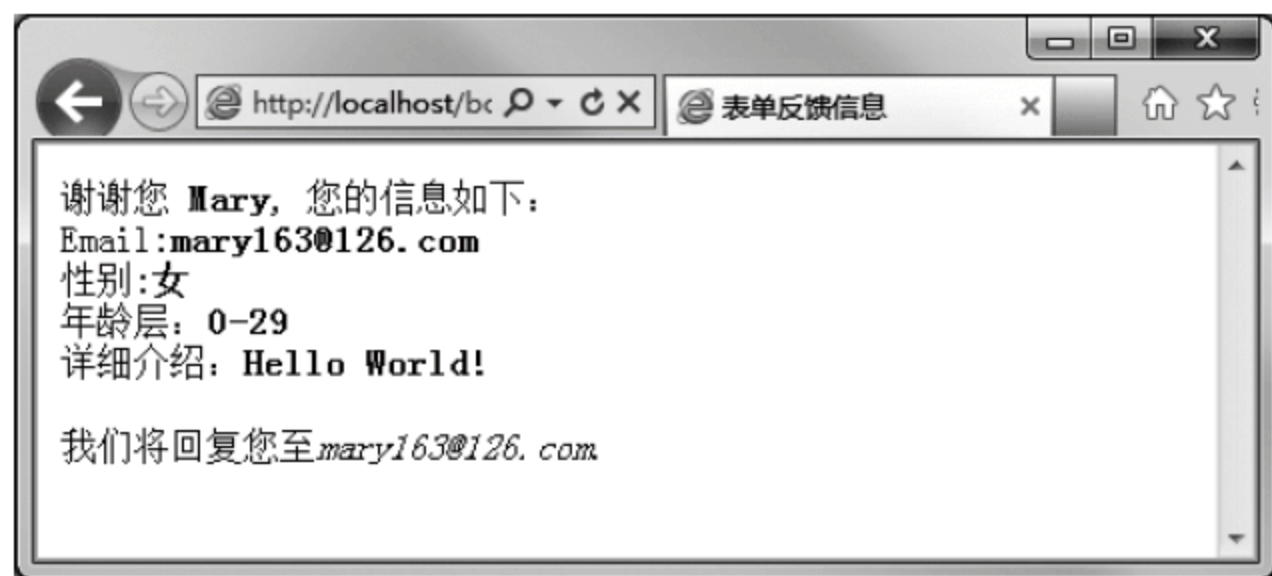 http://localhost/bc
表单反馈信息
谢谢您 Mary, 您的信息如下:
Email:mary163@126.com
性别:女
年龄层: 0-29
详细介绍: Hello World!
我们将回复您至mary163@126.com